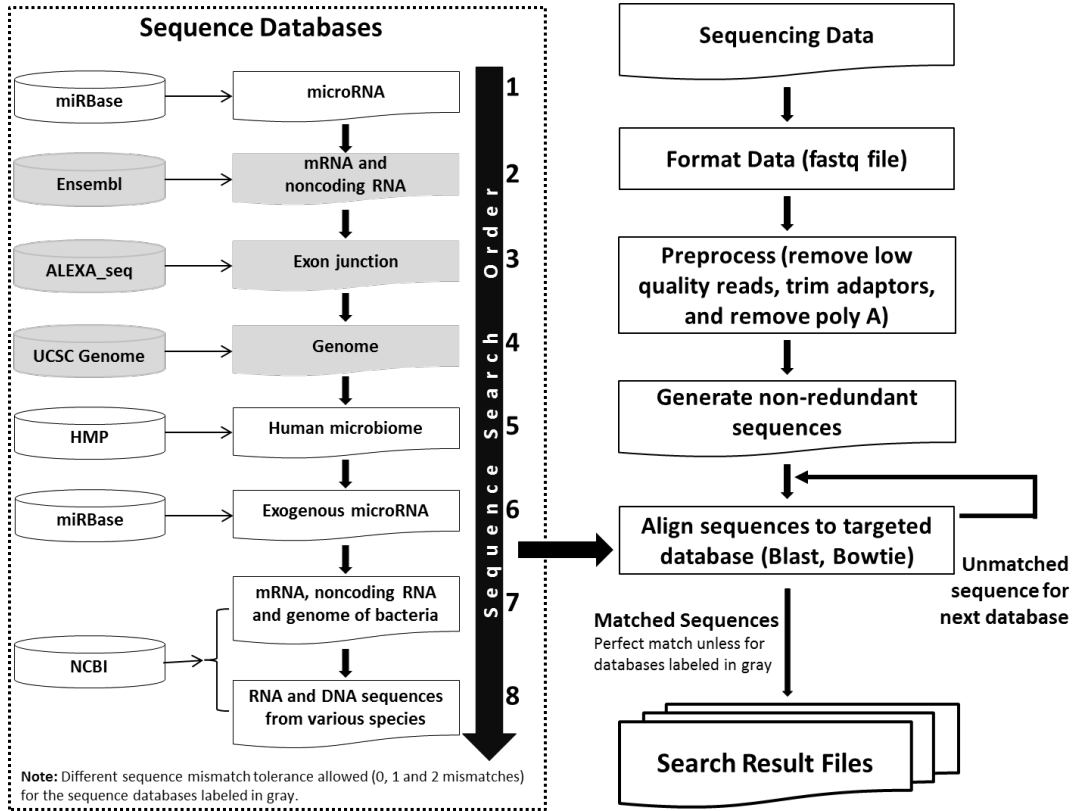 Sequence Databases
miRBase
microRNA
1
Ensembl
mRNA and
noncoding RNA
2
ALEXA_seq
Exon junction
3
UCSC Genome
Genome
4
HMP
Human microbiome
5
miRBase
Exogenous microRNA
6
NCBI
mRNA, noncoding RNA
and genome of bacteria
7
RNA and DNA sequences
from various species
8
Sequence Search Order
Note: Different sequence mismatch tolerance allowed (0, 1 and 2 mismatches)
for the sequence databases labeled in gray.
Sequencing Data
Format Data (fastq file)
Preprocess (remove low
quality reads, trim adaptors,
and remove poly A)
Generate non-redundant
sequences
Align sequences to targeted
database (Blast, Bowtie)
Unmatched
sequence for
next database
Matched Sequences
Perfect match unless for
databases labeled in gray
Search Result Files